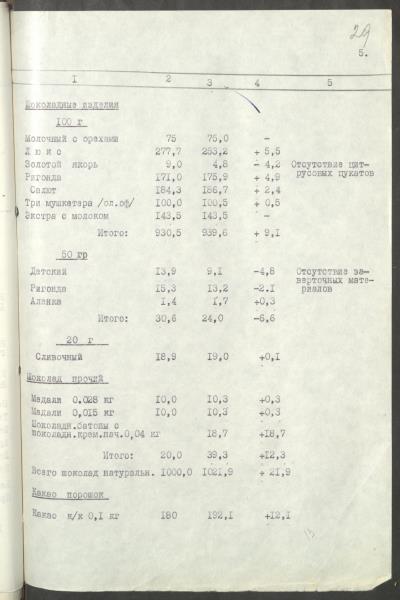 29
5.
I 2 3 4 5
Шоколадные изделия
100 г
Молочный с орехами 75 75,0 -
Люкс 277,7 283,2 + 5,5
Золотой якорь 9,0 4,8 - 4,2 Отсутствие цит-
русовых цукатов
Ригонда 171,0 175,9 + 4,9
Салют 184,3 186,7 + 2,4
Три мушкетера /ол.оф/ 100,0 100,5 + 0,5
Экстра с молоком 143,5 143,5 -
Итого: 930,5 939,6 + 9,1
50 гр
Детский 13,9 9,1 -4,8 Отсутствие за-
верточных мате-
риалов
Ригонда 15,3 13,2 -2.1
Аланка 1,4 1,7 +0,3
Итого: 30,6 24,0 -6,6
20 г
Сливочный 18,9 19,0 +0,1
Шоколад прочий
Медали 0,028 кг 10,0 10,3 +0,3
Медали 0,015 кг 10,0 10,3 +0,3
Шоколадн.батоны с
шоколадн.крем.нач.0,04 кг 18,7 +18,7
Итого: 20,0 39,3 +12,3
Всего шоколад натуральн. 1000,0 1021,9 + 21,9
Какао порошок
Какао н/к 0,1 кг 180 192,1 +12,1